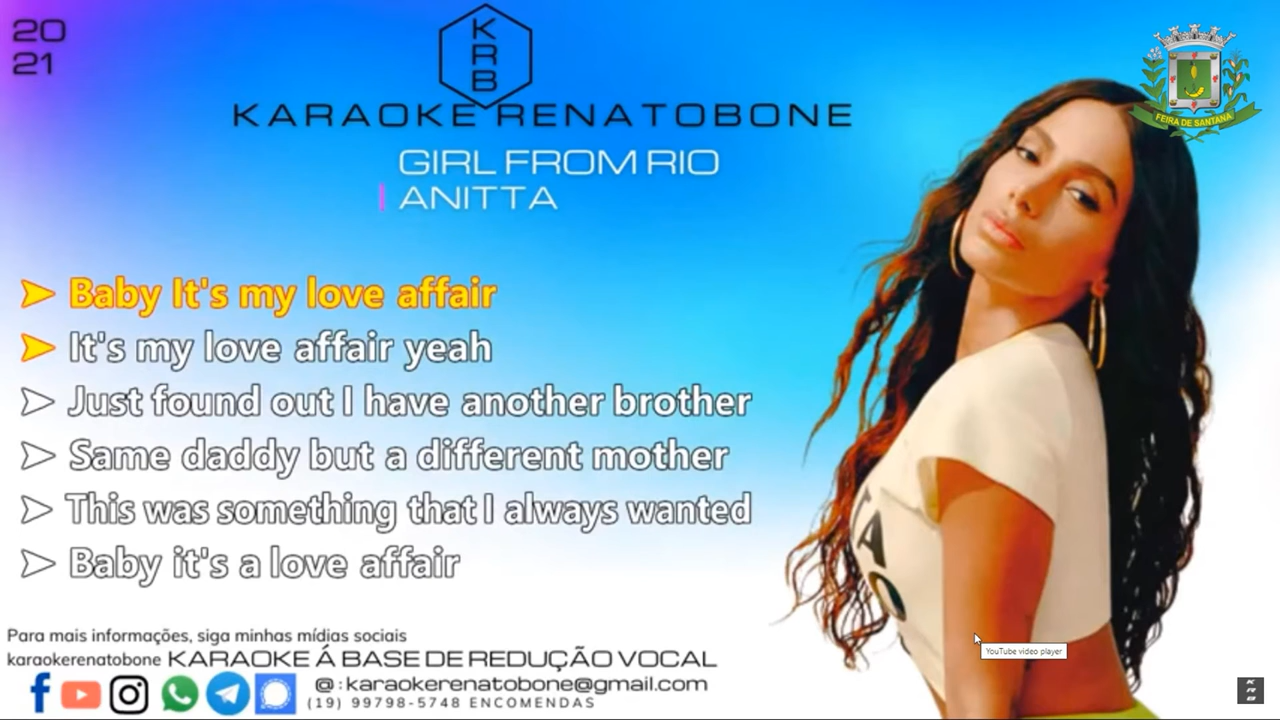 20
21
K
R
B
KARAOKE RENATOBONE
GIRL FROM RIO
ANITTA
FEIRA DE SANTANA
Baby It's my love affair
It's my love affair yeah
Just found out I have another brother
Same daddy but a different mother
This was something that I always wanted
Baby it's a love affair
Para mais informações, siga minhas mídias sociais
karaokerenatobone KARAOKE Á BASE DE REDUÇÃO VOCAL
@:karaokerenatobone@gmail.com
(19) 99798-5748 ENCOMENDAS
YouTube video player
K
R
B